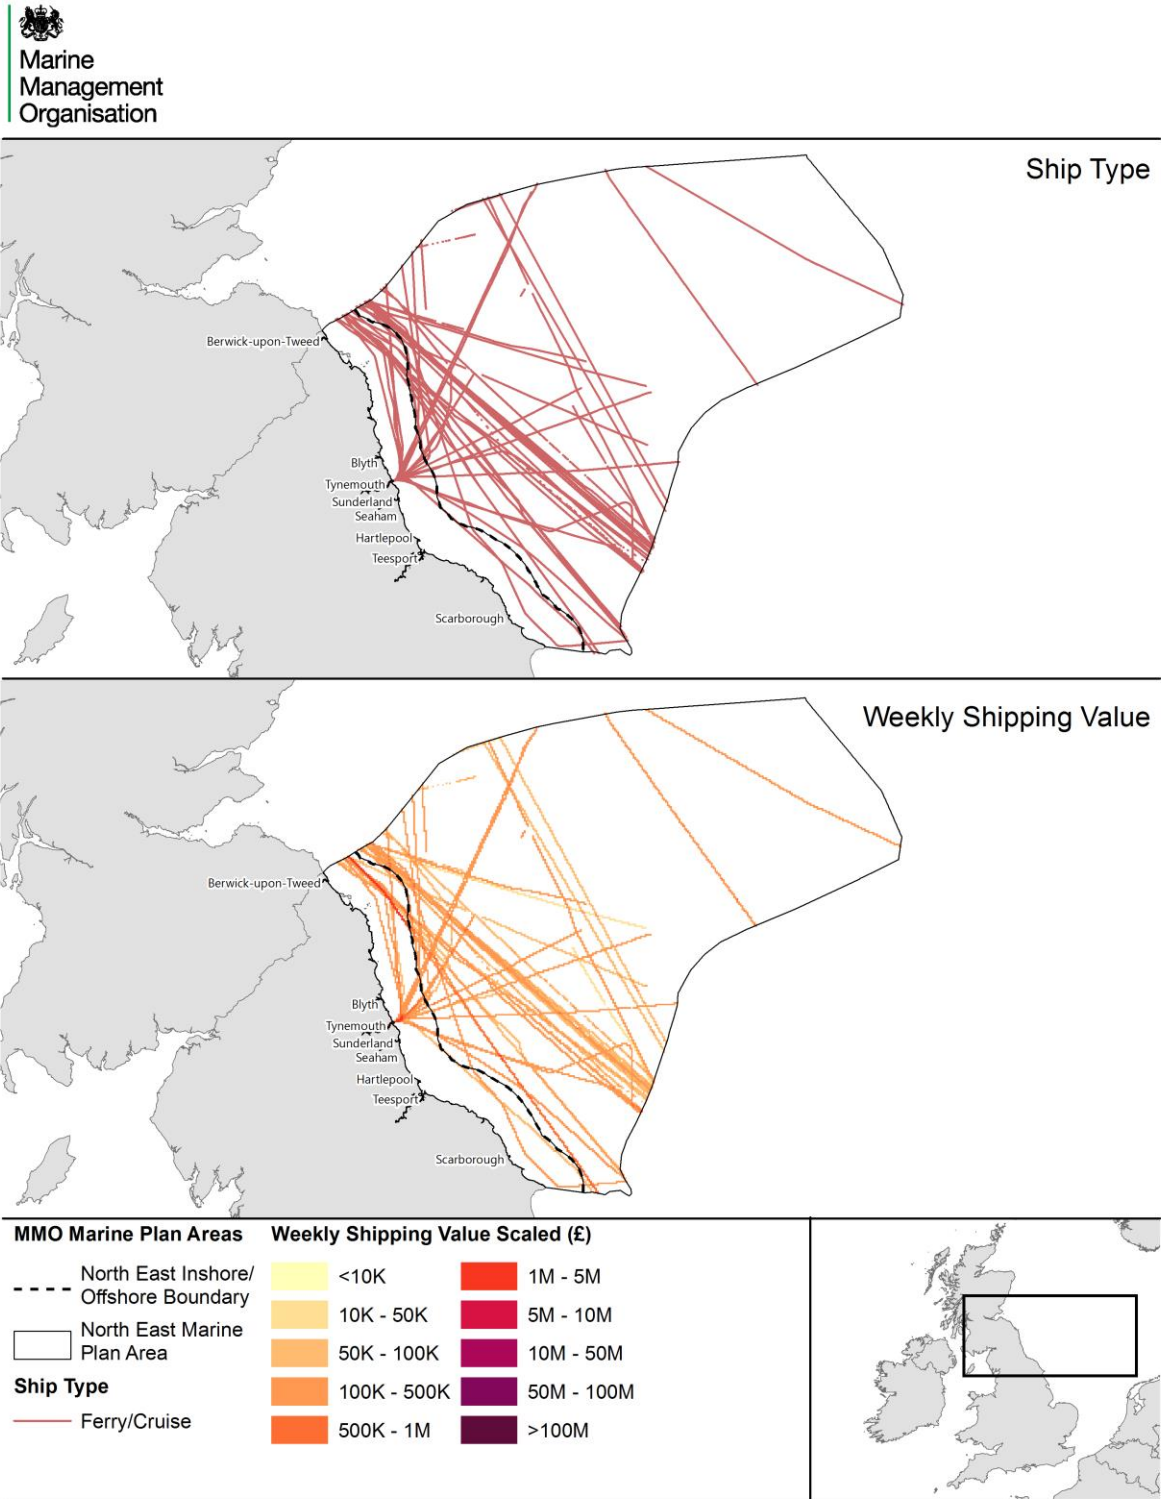 Marine
Management
Organisation
Ship Type
Berwick-upon-Tweed
Blyth
Tynemouth
Sunderland
Seaham
Hartlepool
Teesport
Scarborough
Weekly Shipping Value
Berwick-upon-Tweed
Blyth
Tynemouth
Sunderland
Seaham
Hartlepool
Teesport
Scarborough
MMO Marine Plan Areas
North East Inshore/
Offshore Boundary
North East Marine
Plan Area
Ship Type
Ferry/Cruise
Weekly Shipping Value Scaled (£)
<10K
10K - 50K
50K - 100K
100K - 500K
500K - 1M
1M - 5M
5M - 10M
10M - 50M
50M - 100M
>100M